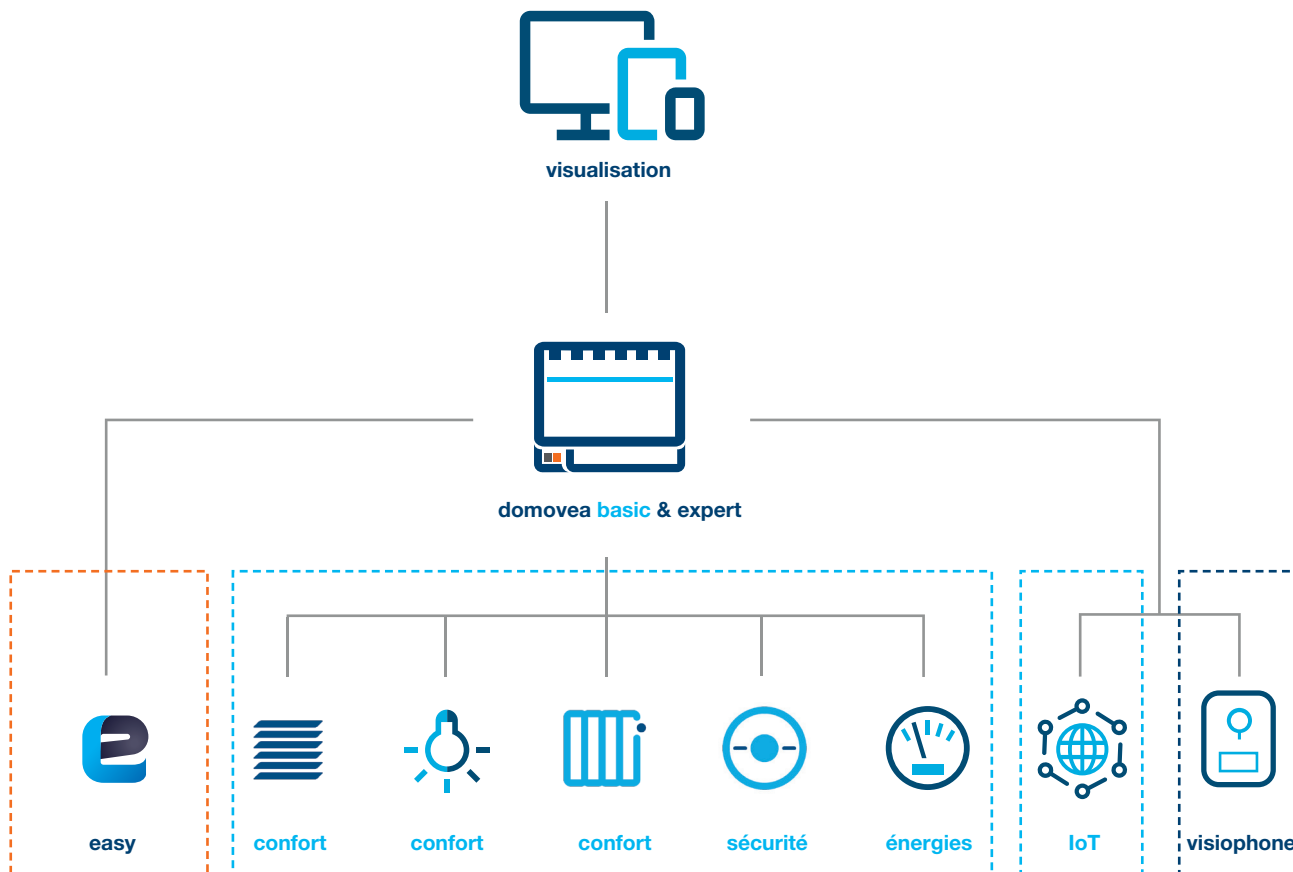 visualisation
domovea basic & expert
easy
confort
confort
confort
sécurité
énergies
IoT
visiophone